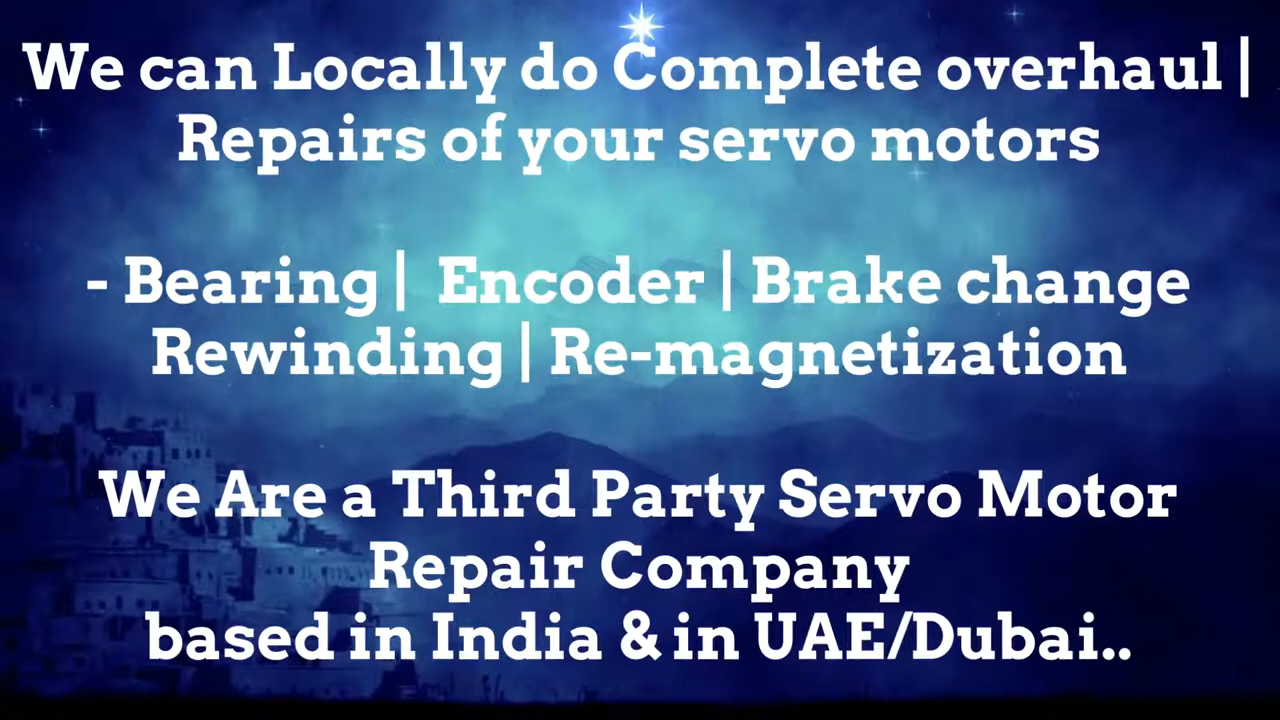 We can Locally do Complete overhaul |
Repairs of your servo motors
- Bearing | Encoder | Brake change
Rewinding | Re-magnetization
We Are a Third Party Servo Motor
Repair Company
based in India & in UAE/Dubai..